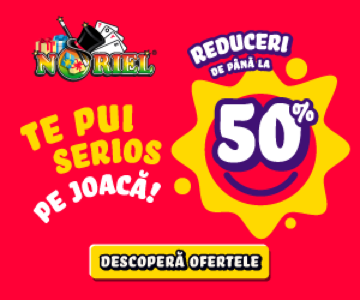 NORIEL®
REDUCERI
DE PÂNĂ LA
50%
TE PUI
SERIOS
PE JOACĂ!
DESCOPERĂ OFERTELE